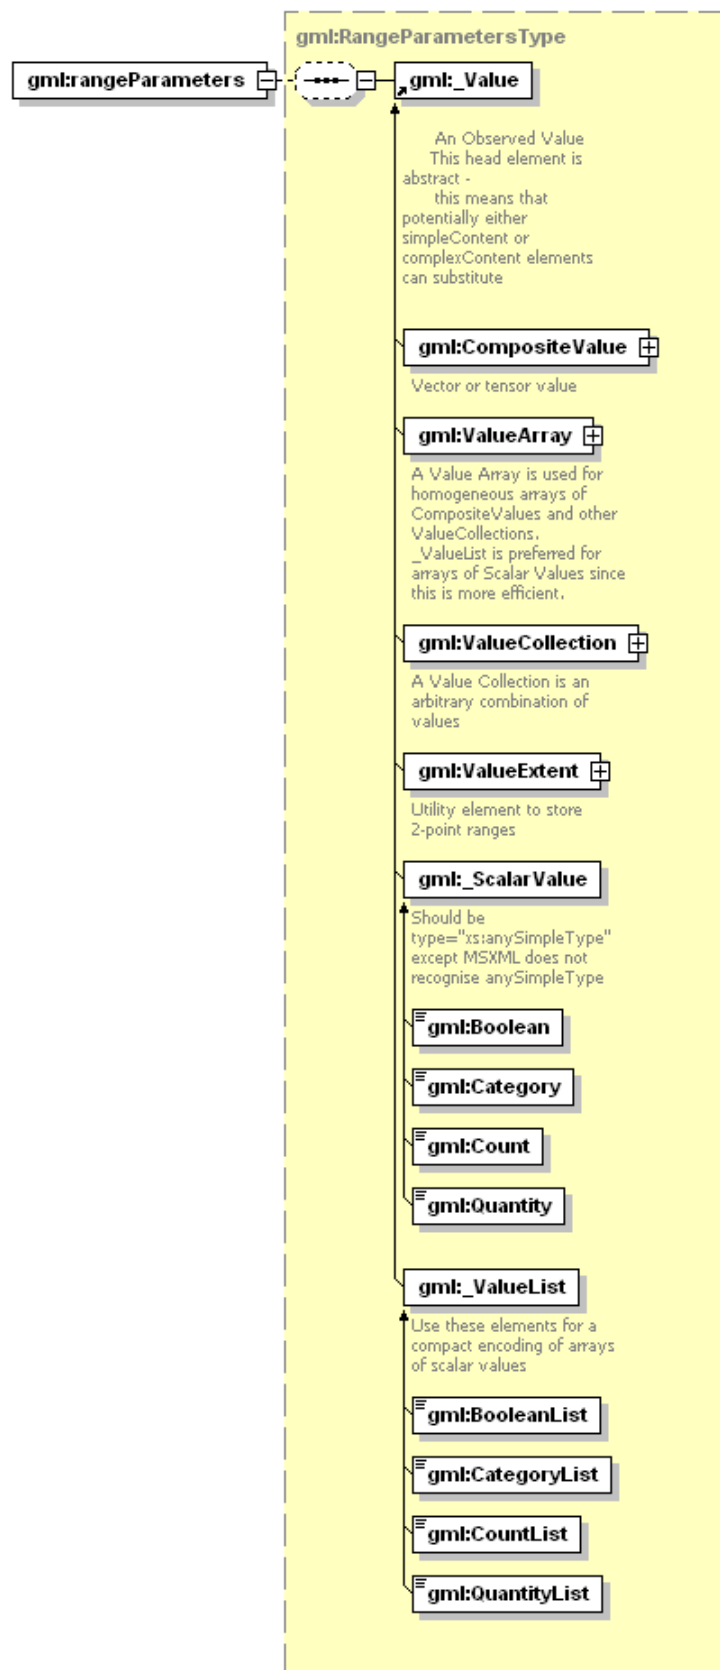 gml:RangeParametersType
gml:rangeParameters
gml:_Value
An Observed Value
This head element is
abstract -
this means that
potentially either
simpleContent or
complexContent elements
can substitute
gml:CompositeValue
Vector or tensor value
gml:ValueArray
A Value Array is used for
homogeneous arrays of
CompositeValues and other
ValueCollections.
_ValueList is preferred for
arrays of Scalar Values since
this is more efficient.
gml:ValueCollection
A Value Collection is an
arbitrary combination of
values
gml:ValueExtent
Utility element to store
2-point ranges
gml:_ScalarValue
Should be
type="xs:anySimpleType"
except MSXML does not
recognise anySimpleType
gml:Boolean
gml:Category
gml:Count
gml:Quantity
gml:_ValueList
Use these elements for a
compact encoding of arrays
of scalar values
gml:BooleanList
gml:CategoryList
gml:CountList
gml:QuantityList